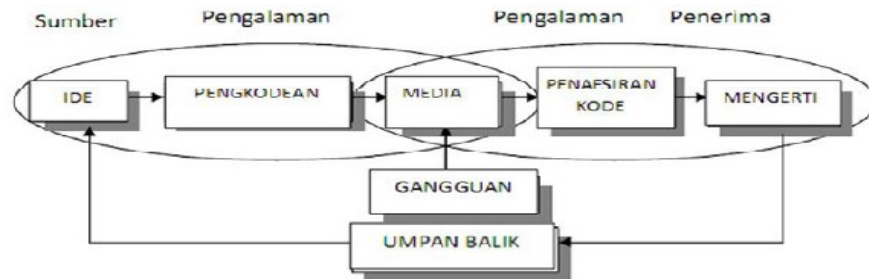 Sumber Pengalaman Pengalaman Penerima
IDE PENGKODEAN MEDIA PENAFSIRAN
KODE MENGERTI
GANGGUAN
UMPAN BALIK